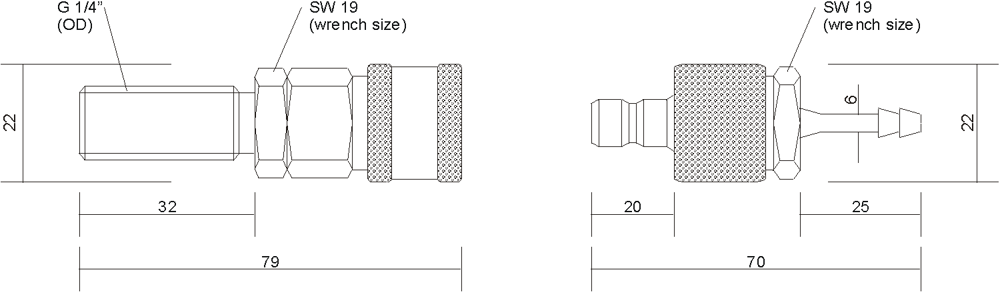 G 1/4”
(OD)
SW 19
(wrench size)
22
32
79
SW 19
(wrench size)
6
22
20
25
70